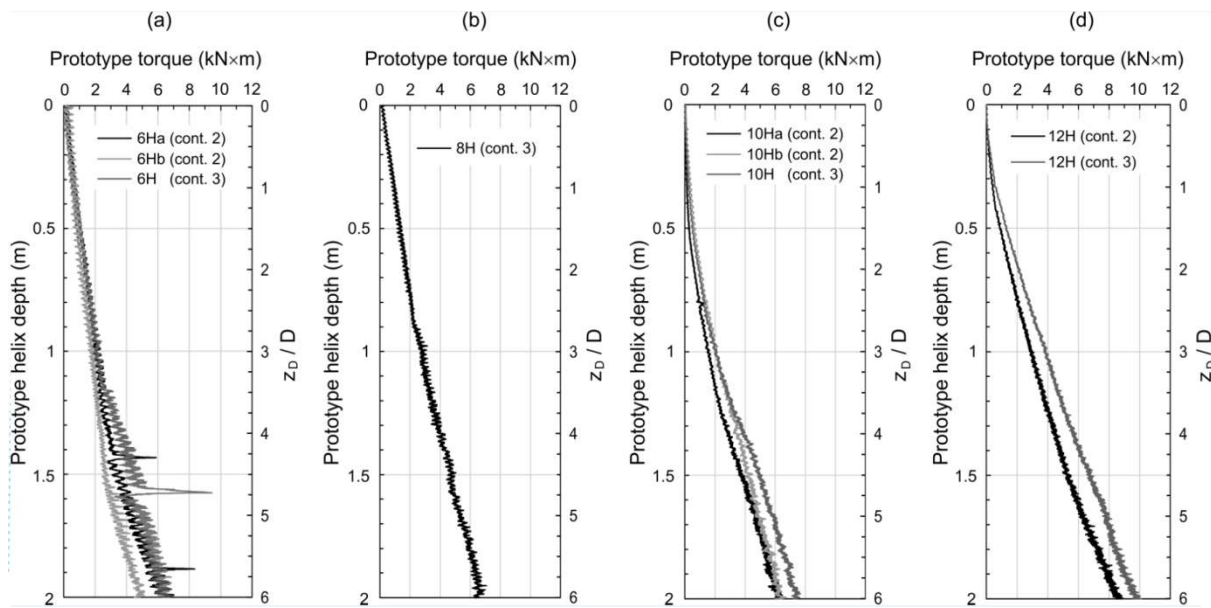 (a)
Prototype torque (kN×m)
0 2 4 6 8 10 12
0
0.5
1
1.5
2
Prototype helix depth (m)
6Ha (cont. 2)
6Hb (cont. 2)
6H (cont. 3)
0
1
2
3
4
5
6
z_D / D
(b)
Prototype torque (kN×m)
0 2 4 6 8 10 12
0
0.5
1
1.5
2
Prototype helix depth (m)
8H (cont. 3)
0
1
2
3
4
5
6
z_D / D
(c)
Prototype torque (kN×m)
0 2 4 6 8 10 12
0
0.5
1
1.5
2
Prototype helix depth (m)
10Ha (cont. 2)
10Hb (cont. 2)
10H (cont. 3)
0
1
2
3
4
5
6
z_D / D
(d)
Prototype torque (kN×m)
0 2 4 6 8 10 12
0
0.5
1
1.5
2
Prototype helix depth (m)
12H (cont. 2)
12H (cont. 3)
0
1
2
3
4
5
6
z_D / D